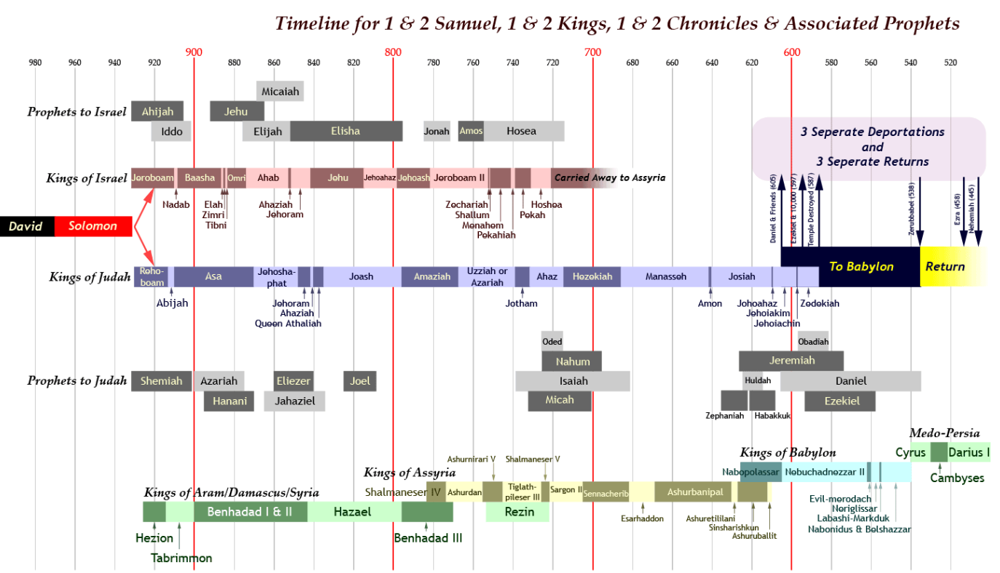 Timeline for 1 & 2 Samuel, 1 & 2 Kings, 1 & 2 Chronicles & Associated Prophets
900 800 700 600
980 960 940 920 880 860 840 820 780 760 740 720 680 660 640 620 580 560 540 520
Micaiah
Prophets to Israel Ahijah Jehu
Iddo Elijah Elisha Jonah Amos Hosea
3 Seperate Deportations
and
3 Seperate Returns
Kings of Israel Jeroboam Baasha Omri Ahab Jehu Jehoahaz Jehoash Jeroboam II Carried Away to Assyria
Nadab Elah Ahaziah Zechariah Hoshea
Zimri Jehoram Shallum Pekah
Tibni Menahem
Pekahiah
Daniel & Friends (605)
Ezekiel & 10,000 (597)
Temple Destroyed (587)
Zerubbabel (538)
Ezra (458)
Nehemiah (445)
David Solomon
Kings of Judah Reho-
boam Asa Jehosha-
phat Joash Amaziah Uzziah or
Azariah Ahaz Hezekiah Manasseh Josiah To Babylon Return
Abijah Jehoram Jotham Amon Johoahaz Zedekiah
Ahaziah Jehoiakim
Queen Athaliah Jehoiachin
Oded Obadiah
Nahum Jeremiah
Prophets to Judah Shemiah Azariah Eliezer Joel Isaiah Huldah Daniel
Hanani Jahaziel Micah Ezekiel
Zephaniah Habakkuk
Medo-Persia
Cyrus Darius I
Cambyses
Kings of Babylon
Nabopolassar Nebuchadnezzar II
Evil-merodach
Neriglissar
Labashi-Markduk
Nabonidus & Belshazzar
Ashurnirari V Shalmaneser V
Kings of Assyria
Shalmaneser IV Ashurdan Tiglath-
pileser III Sargon II Sennacherib Ashurbanipal
Esarhaddon Ashuretililani
Sinsharishkun
Ashuruballit
Kings of Aram/Damascus/Syria
Benhadad I & II Hazael Rezin
Hezion Benhadad III
Tabrimmon